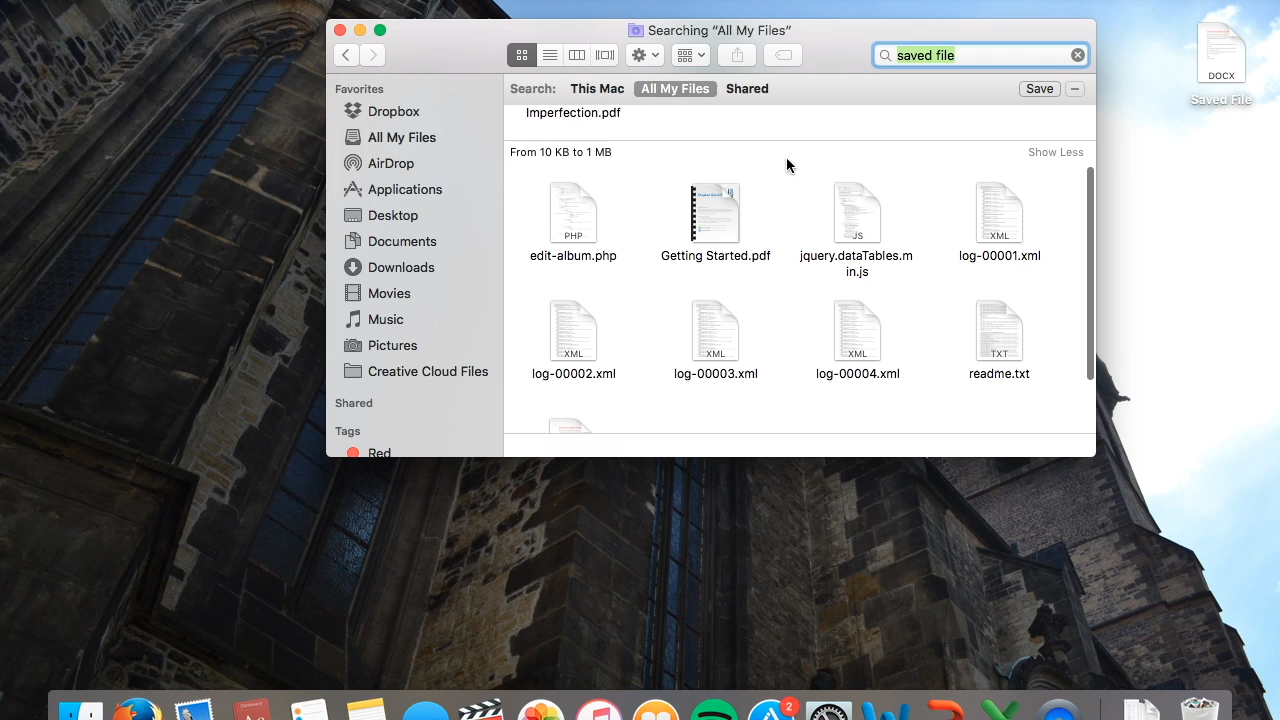 Searching “All My Files”
saved file
DOCX
Saved File
Favorites
Dropbox
All My Files
AirDrop
Applications
Desktop
Documents
Downloads
Movies
Music
Pictures
Creative Cloud Files
Shared
Tags
Red
Search: This Mac All My Files Shared Save
Imperfection.pdf
From 10 KB to 1 MB Show Less
PHP JS XML
edit-album.php Getting Started.pdf jquery.dataTables.m log-00001.xml
in.js
XML XML XML TXT
log-00002.xml log-00003.xml log-00004.xml readme.txt
2